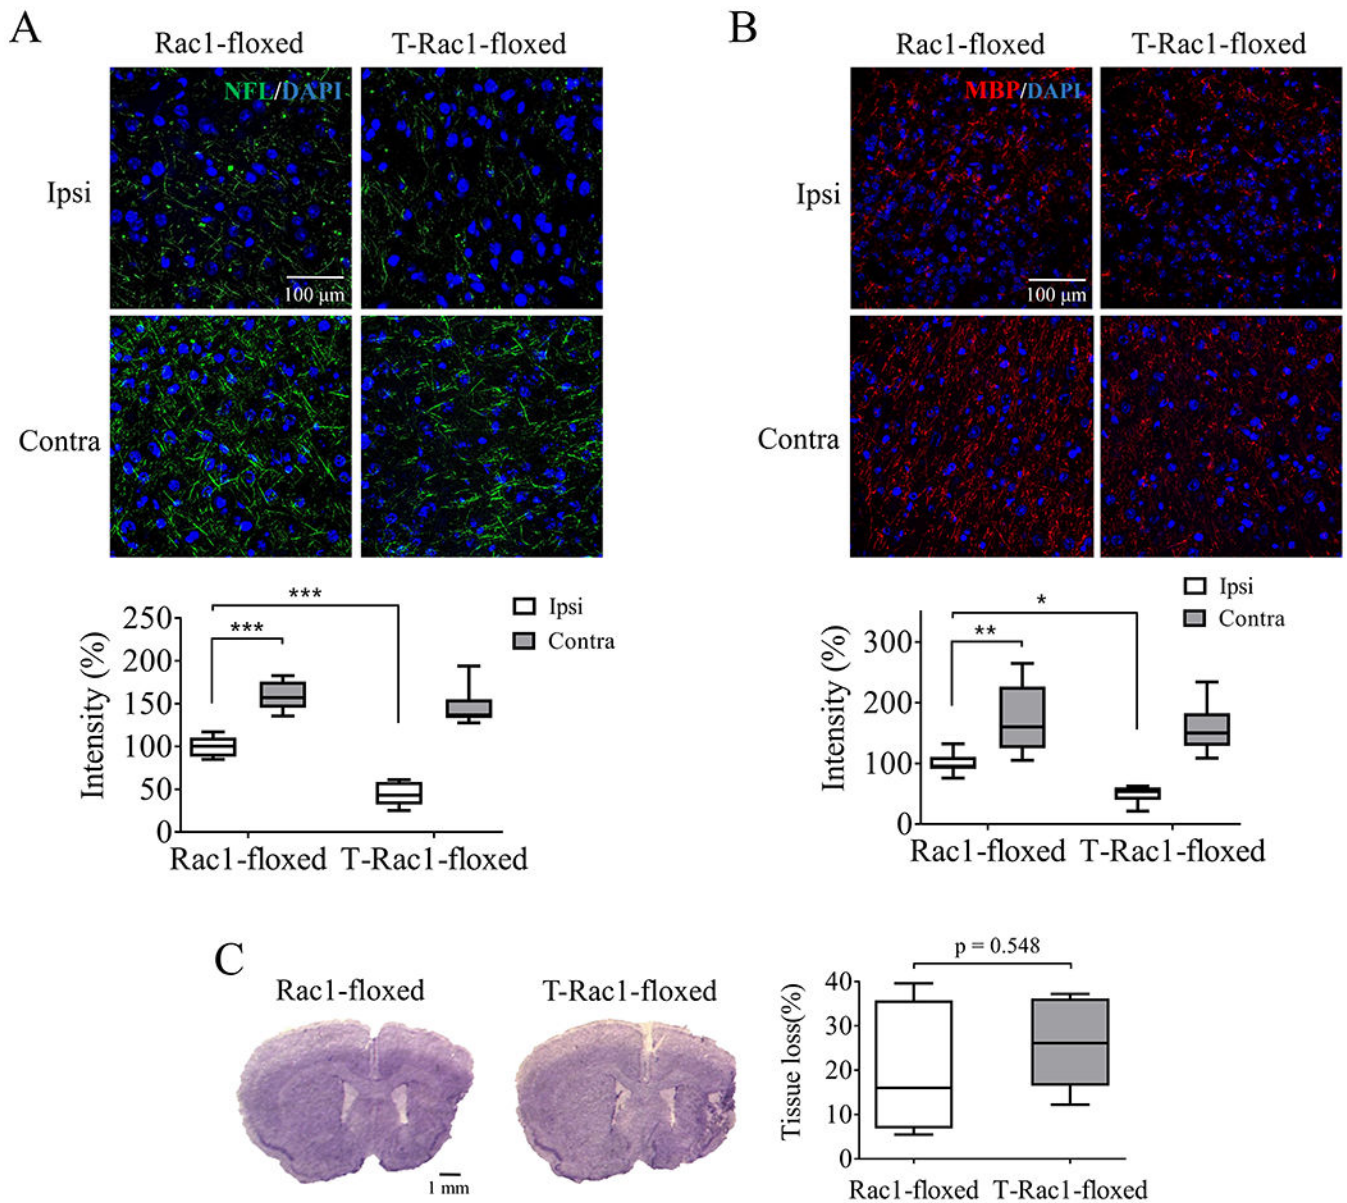 A
Rac1-floxed T-Rac1-floxed
NFL/DAPI
Ipsi
100 μm
Contra
***
***
Ipsi
Contra
Intensity (%)
250
200
150
100
50
0
Rac1-floxed T-Rac1-floxed
B
Rac1-floxed T-Rac1-floxed
MBP/DAPI
Ipsi
100 μm
Contra
*
**
Ipsi
Contra
Intensity (%)
300
200
100
0
Rac1-floxed T-Rac1-floxed
C
Rac1-floxed T-Rac1-floxed
1 mm
p = 0.548
Tissue loss(%)
40
30
20
10
0
Rac1-floxed T-Rac1-floxed